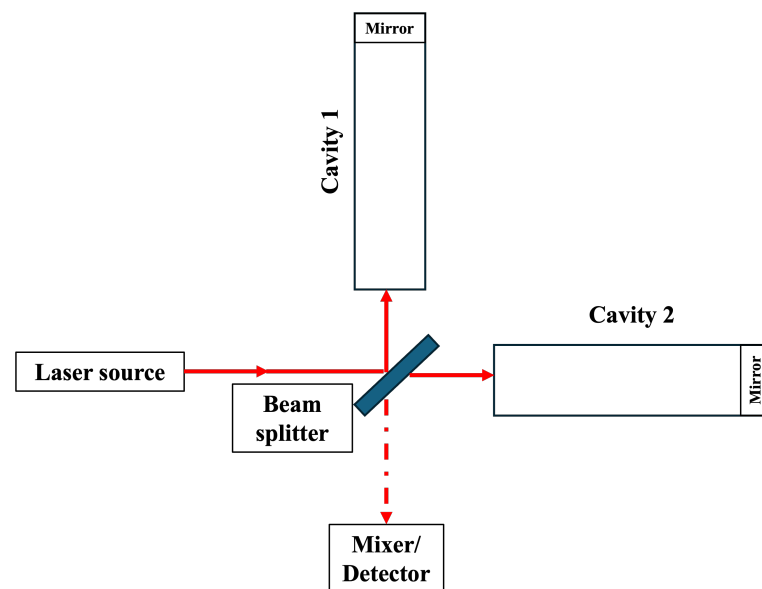 Mirror
Cavity 1
Cavity 2
Laser source
Mirror
Beam
splitter
Mixer/
Detector